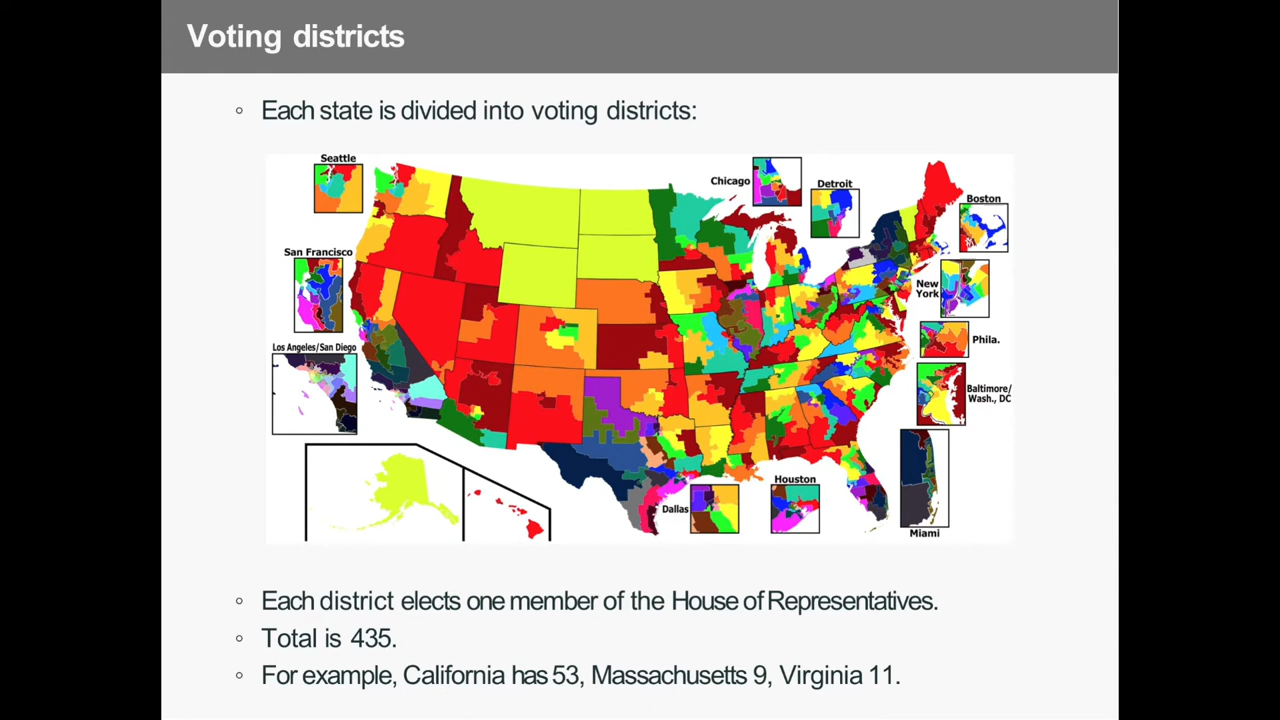 Voting districts
◦ Each state is divided into voting districts:
Seattle
Chicago
Detroit
Boston
San Francisco
New
York
Los Angeles/San Diego
Phila.
Baltimore/
Wash., DC
Houston
Dallas
Miami
◦ Each district elects one member of the House of Representatives.
◦ Total is 435.
◦ For example, California has 53, Massachusetts 9, Virginia 11.